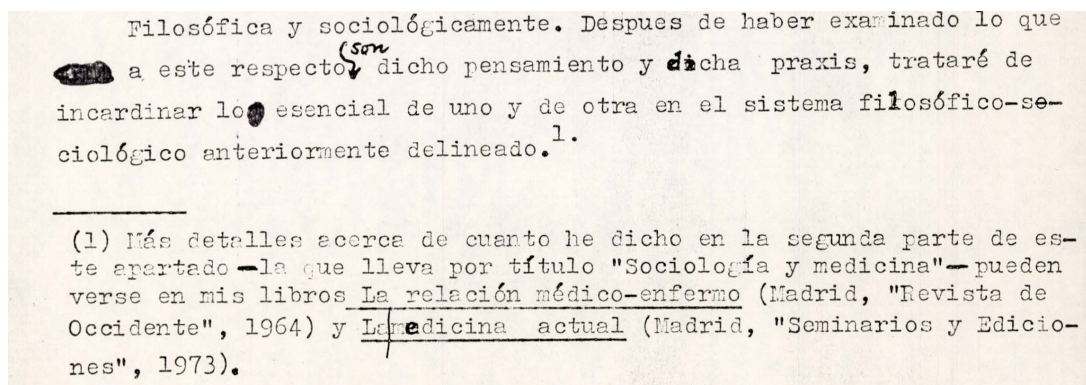 Filosófica y sociológicamente. Despues de haber examinado lo que
a este respecto son dicho pensamiento y dicha praxis, trataré de
incardinar lo esencial de uno y de otra en el sistema filosófico-so-
ciológico anteriormente delineado.1.
(1) Más detalles acerca de cuanto he dicho en la segunda parte de es-
te apartado -la que lleva por título "Sociología y medicina"- pueden
verse en mis libros La relación médico-enfermo (Madrid, "Revista de
Occidente", 1964) y La medicina actual (Madrid, "Seminarios y Edicio-
nes", 1973).